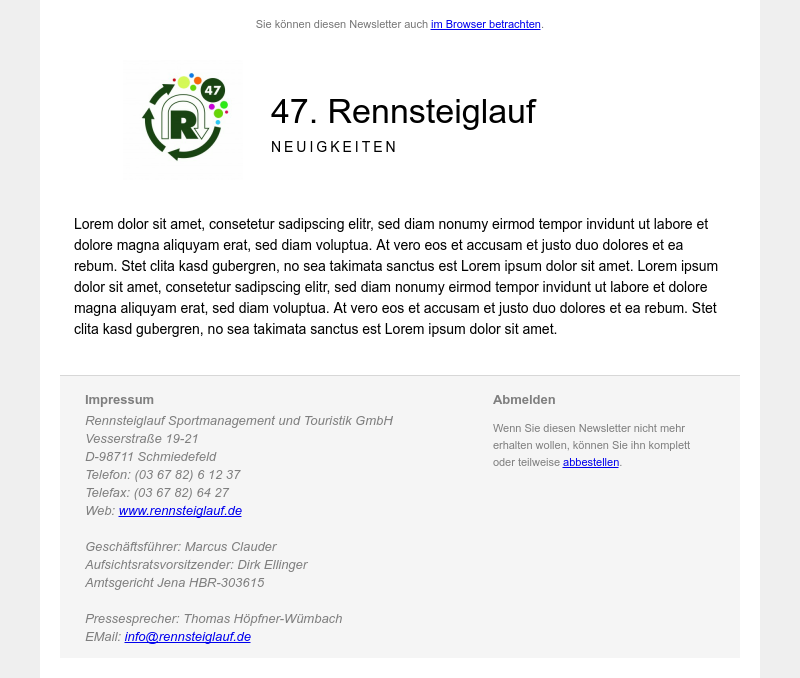 Sie können diesen Newsletter auch im Browser betrachten.
47
R
47. Rennsteiglauf
NEUIGKEITEN
Lorem dolor sit amet, consetetur sadipscing elitr, sed diam nonumy eirmod tempor invidunt ut labore et
dolore magna aliquyam erat, sed diam voluptua. At vero eos et accusam et justo duo dolores et ea
rebum. Stet clita kasd gubergren, no sea takimata sanctus est Lorem ipsum dolor sit amet. Lorem ipsum
dolor sit amet, consetetur sadipscing elitr, sed diam nonumy eirmod tempor invidunt ut labore et dolore
magna aliquyam erat, sed diam voluptua. At vero eos et accusam et justo duo dolores et ea rebum. Stet
clita kasd gubergren, no sea takimata sanctus est Lorem ipsum dolor sit amet.
Impressum
Rennsteiglauf Sportmanagement und Touristik GmbH
Vesserstraße 19-21
D-98711 Schmiedefeld
Telefon: (03 67 82) 6 12 37
Telefax: (03 67 82) 64 27
Web: www.rennsteiglauf.de
Geschäftsführer: Marcus Clauder
Aufsichtsratsvorsitzender: Dirk Ellinger
Amtsgericht Jena HBR-303615
Pressesprecher: Thomas Höpfner-Wümbach
EMail: info@rennsteiglauf.de
Abmelden
Wenn Sie diesen Newsletter nicht mehr
erhalten wollen, können Sie ihn komplett
oder teilweise abbestellen.